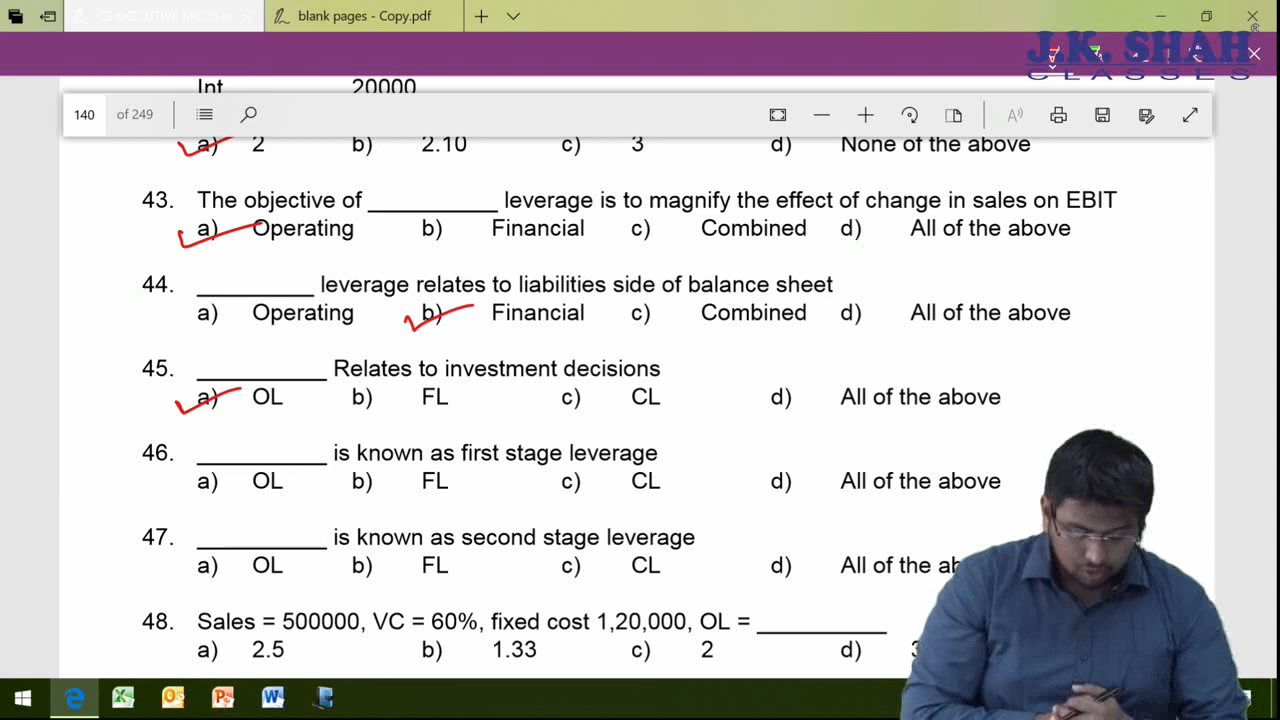 blank pages - Copy.pdf
J.K. SHAH®
CLASSES
Int 20000
140 of 249
a) 2 b) 2.10 c) 3 d) None of the above
43. The objective of __________ leverage is to magnify the effect of change in sales on EBIT
a) Operating b) Financial c) Combined d) All of the above
44. _________ leverage relates to liabilities side of balance sheet
a) Operating b) Financial c) Combined d) All of the above
45. __________ Relates to investment decisions
a) OL b) FL c) CL d) All of the above
46. __________ is known as first stage leverage
a) OL b) FL c) CL d) All of the above
47. __________ is known as second stage leverage
a) OL b) FL c) CL d) All of the
48. Sales = 500000, VC = 60%, fixed cost 1,20,000, OL = __________
a) 2.5 b) 1.33 c) 2 d)